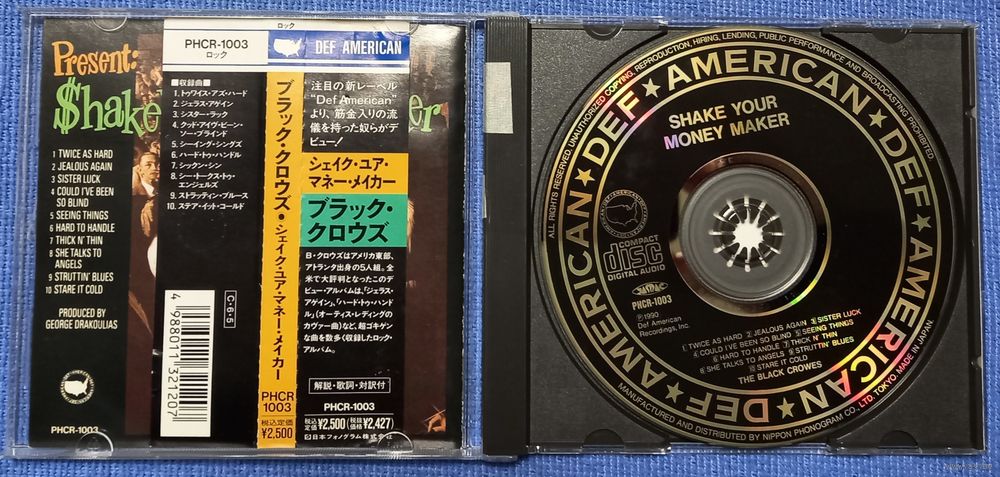 Present:
$hake
er
1 TWICE AS HARD
2 JEALOUS AGAIN
3 SISTER LUCK
4 COULD I'VE BEEN
SO BLIND
5 SEEING THINGS
6 HARD TO HANDLE
7 THICK N' THIN
8 SHE TALKS TO
ANGELS
9 STRUTTIN' BLUES
10 STARE IT COLD
PRODUCED BY
GEORGE DRAKOULIAS
PHCR-1003
ロック
PHCR-1003
ロック
DEF AMERICAN
■収録曲■
1. トゥワイス・アズ・ハード
2. ジェラス・アゲイン
3. シスター・ラック
4. クッド・アイヴ・ビーン・
ソー・ブラインド
5. シーイング・シングズ
6. ハード・トゥ・ハンドル
7. シックン・シン
8. シー・トークス・トゥ・
エンジェルズ
9. ストラッティン・ブルース
10. ステア・イット・コールド
C-6-5
4 988011 321207
ブラック・クロウズ・シェイク・ユア・マネー・メイカー
PHCR
1003
税込定価
¥2,500
注目の新レーベル
"Def American"
より、筋金入りの流
儀を持った奴らがデ
ビュー!
シェイク・ユア・
マネー・メイカー
ブラック・
クロウズ
B・クロウズはアメリカ東部、
アトランタ出身の5人組。全
米で大評判となったこのデ
ビュー・アルバムは、「ジェラス・
アゲイン」、「ハード・トゥ・ハンド
ル」(オーティス・レディングの
カヴァー曲)など、超ゴキゲン
な曲を数多く収録したロック・
アルバム。
解説・歌詞・対訳付
PHCR-1003
税込定価¥2,500(税抜価格¥2,427)
日本フォノグラム株式会社
ALL RIGHTS RESERVED. UNAUTHORIZED COPYING, REPRODUCTION, HIRING, LENDING, PUBLIC PERFORMANCE AND BROADCASTING PROHIBITED.
AMERICAN ★ DEF ★ AMERICAN ★ DEF ★ AMERICAN ★ DEF ★
SHAKE YOUR
MONEY MAKER
COMPACT
disc
DIGITAL AUDIO
PHCR-1003
℗1990
Def American
Recordings, Inc.
1 TWICE AS HARD 2 JEALOUS AGAIN 3 SISTER LUCK
4 COULD I'VE BEEN SO BLIND 5 SEEING THINGS
6 HARD TO HANDLE 7 THICK N' THIN
8 SHE TALKS TO ANGELS 9 STRUTTIN' BLUES
10 STARE IT COLD
THE BLACK CROWES
MANUFACTURED AND DISTRIBUTED BY NIPPON PHONOGRAM CO., LTD. TOKYO. MADE IN JAPAN